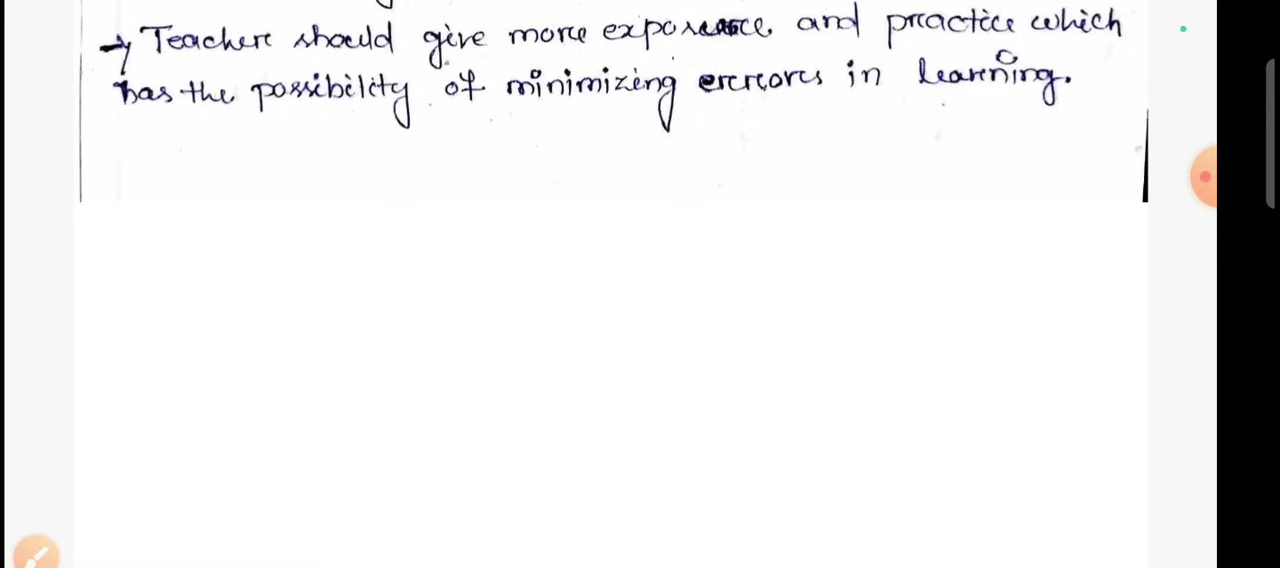 → Teacher should give more exposure and practice which
has the possibility of minimizing errors in learning.